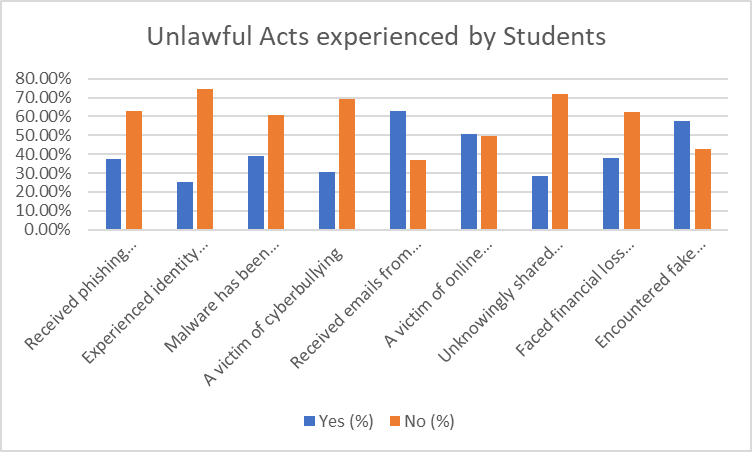 Unlawful Acts experienced by Students
80.00%
70.00%
60.00%
50.00%
40.00%
30.00%
20.00%
10.00%
0.00%
Received phishing...
Experienced identity...
Malware has been...
A victim of cyberbullying
Received emails from...
A victim of online...
Unknowingly shared...
Faced financial loss...
Encountered fake...
Yes (%)
No (%)